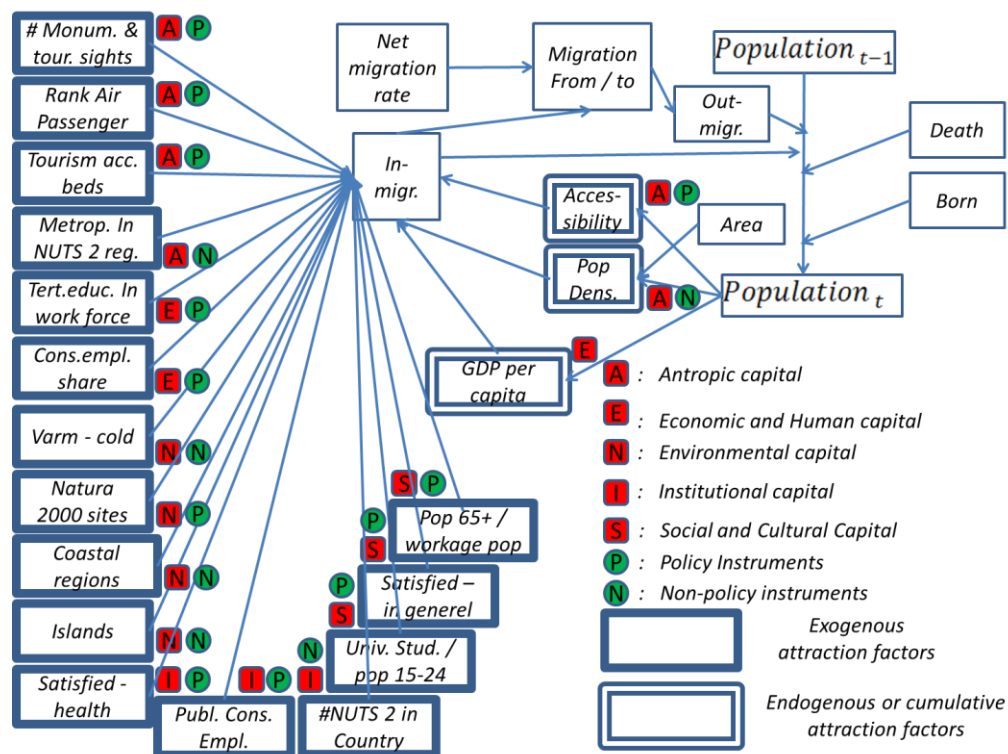 # Monum. &
tour. sights
A P
Rank Air
Passenger
A P
Tourism acc.
beds
A P
Metrop. In
NUTS 2 reg.
A N
Tert.educ. In
work force
E P
Cons.empl.
share
E P
Varm - cold
N N
Natura
2000 sites
N P
Coastal
regions
N N
Islands
N N
Satisfied -
health
I P
Publ. Cons.
Empl.
I P
#NUTS 2 in
Country
N
I
Univ. Stud. /
pop 15-24
P
S
Satisfied –
in generel
P
S
Pop 65+ /
workage pop
S P
Net
migration
rate
Migration
From / to
Out-
migr.
Population t-1
In-
migr.
Death
Born
Acces-
sibility
A P
Area
Pop
Dens.
A N
Population t
GDP per
capita
E
A : Antropic capital
E : Economic and Human capital
N : Environmental capital
I : Institutional capital
S : Social and Cultural Capital
P : Policy Instruments
N : Non-policy instruments
Exogenous
attraction factors
Endogenous or cumulative
attraction factors